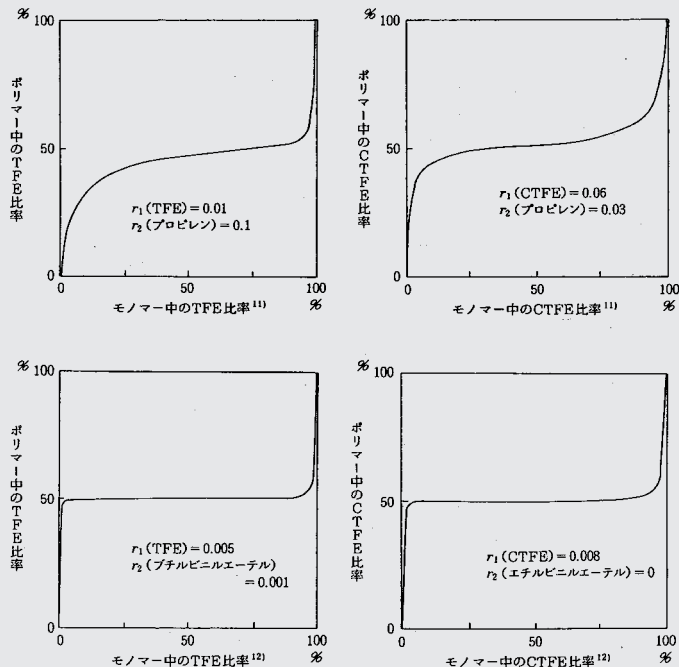 %
100
ポリマー中のTFE比率
50
r₁(TFE)=0.01
r₂(プロピレン)=0.1
0
0 50 100
モノマー中のTFE比率¹¹⁾ %
%
100
ポリマー中のCTFE比率
50
r₁(CTFE)=0.06
r₂(プロピレン)=0.03
0
0 50 100
モノマー中のCTFE比率¹¹⁾ %
%
100
ポリマー中のTFE比率
50
r₁(TFE)=0.005
r₂(ブチルビニルエーテル)
=0.001
0
0 50 100
モノマー中のTFE比率¹²⁾ %
%
100
ポリマー中のCTFE比率
50
r₁(CTFE)=0.008
r₂(エチルビニルエーテル)=0
0
0 50 100
モノマー中のCTFE比率¹²⁾ %